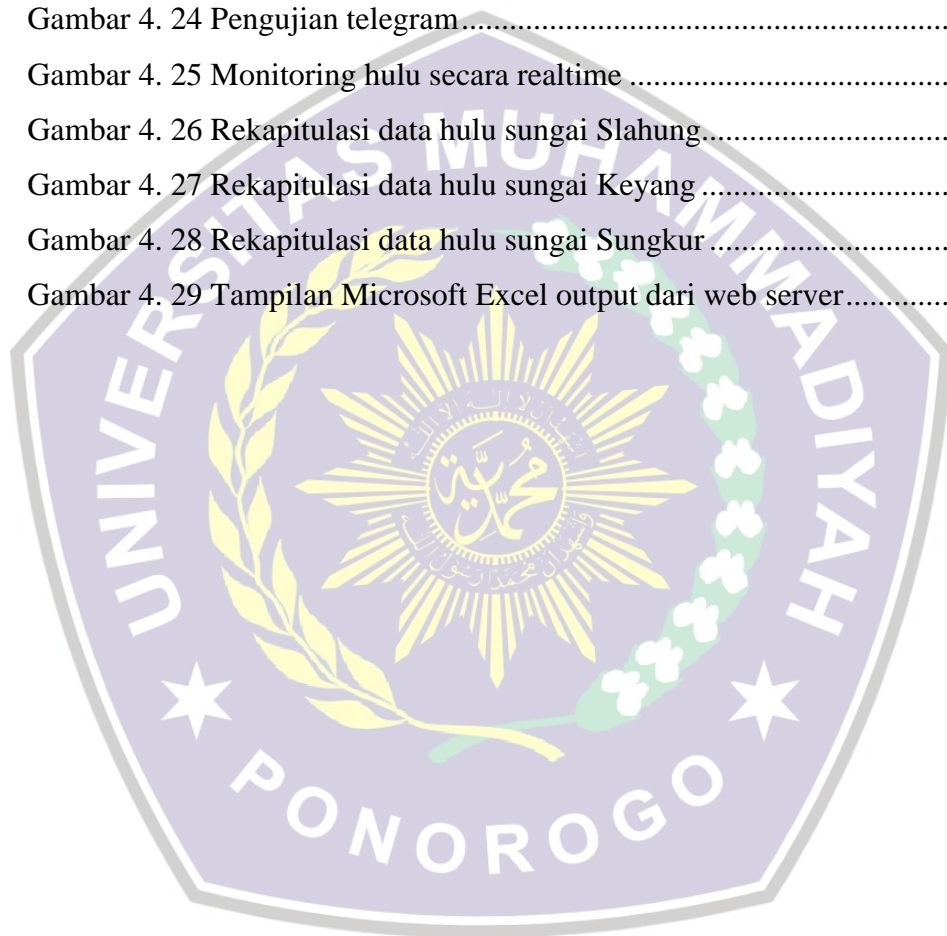 Gambar 4. 24 Pengujian telegram.......................................................................
Gambar 4. 25 Monitoring hulu secara realtime ................................................
Gambar 4. 26 Rekapitulasi data hulu sungai Slahung.....................................
Gambar 4. 27 Rekapitulasi data hulu sungai Keyang .....................................
Gambar 4. 28 Rekapitulasi data hulu sungai Sungkur ....................................
Gambar 4. 29 Tampilan Microsoft Excel output dari web server.............
UNIVERSITAS MUHAMMADIYAH
محمدية
PONOROGO